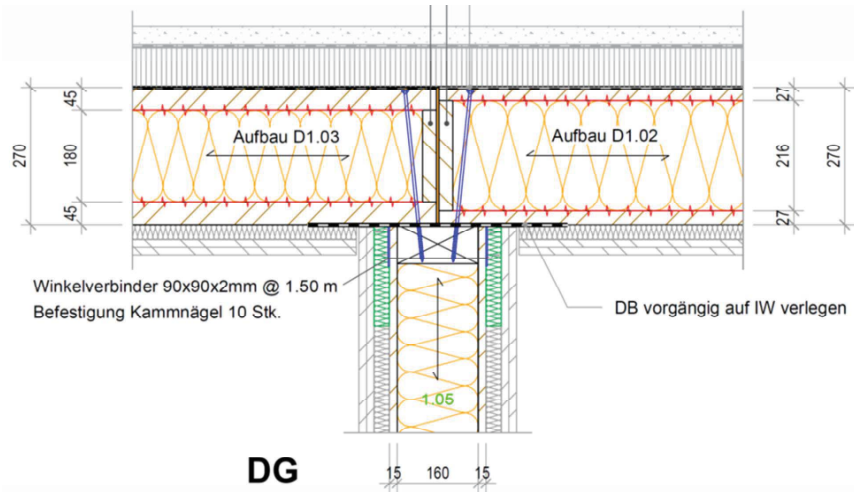 270
45
180
45
Aufbau D1.03
Aufbau D1.02
27
216
27
270
Winkelverbinder 90x90x2mm @ 1.50 m
Befestigung Kammnägel 10 Stk.
DB vorgängig auf IW verlegen
1.05
DG
15 160 15